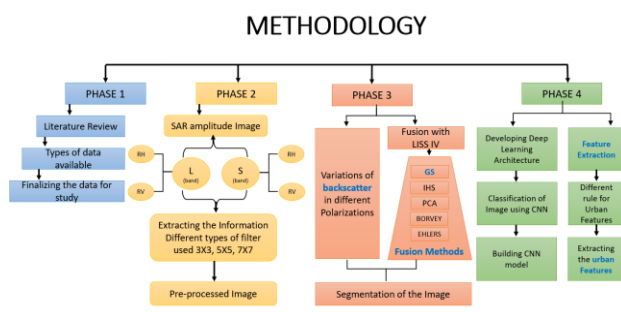 METHODOLOGY
PHASE 1
Literature Review
Types of data
available
Finalizing the data for
study
PHASE 2
SAR amplitude Image
RH
RV
L
(band)
S
(band)
RH
RV
Extracting the Information
Different types of filter
used 3X3, 5X5, 7X7
Pre-processed Image
PHASE 3
Variations of
backscatter
in different
Polarizations
Fusion with
LISS IV
GS
IHS
PCA
BORVEY
EHLERS
Fusion Methods
Segmentation of the Image
PHASE 4
Developing Deep
Learning
Architecture
Classification of
Image using CNN
Building CNN
model
Feature
Extraction
Different
rule for
Urban
Features
Extracting
the urban
Features